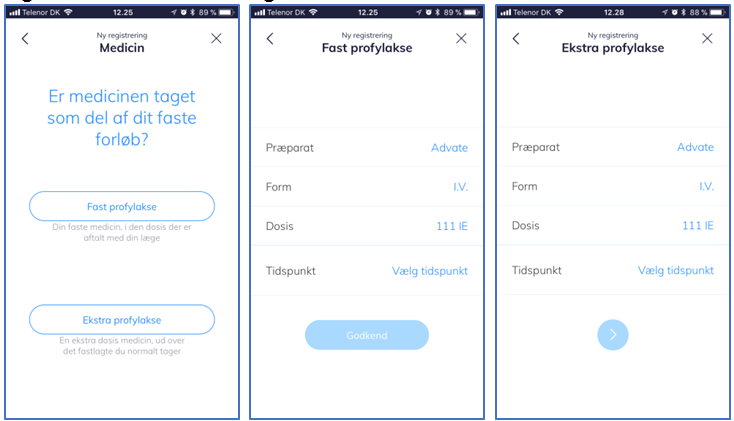 Telenor DK 12.25 89 %
Ny registrering
Medicin
Er medicinen taget
som del af dit faste
forløb?
Fast profylakse
Din faste medicin, i den dosis der er
aftalt med din læge
Ekstra profylakse
En ekstra dosis medicin, ud over
det fastlagte du normalt tager
Telenor DK 12.25 89 %
Ny registrering
Fast profylakse
Præparat Advate
Form I.V.
Dosis 111 IE
Tidspunkt Vælg tidspunkt
Godkend
Telenor DK 12.28 88 %
Ny registrering
Ekstra profylakse
Præparat Advate
Form I.V.
Dosis 111 IE
Tidspunkt Vælg tidspunkt